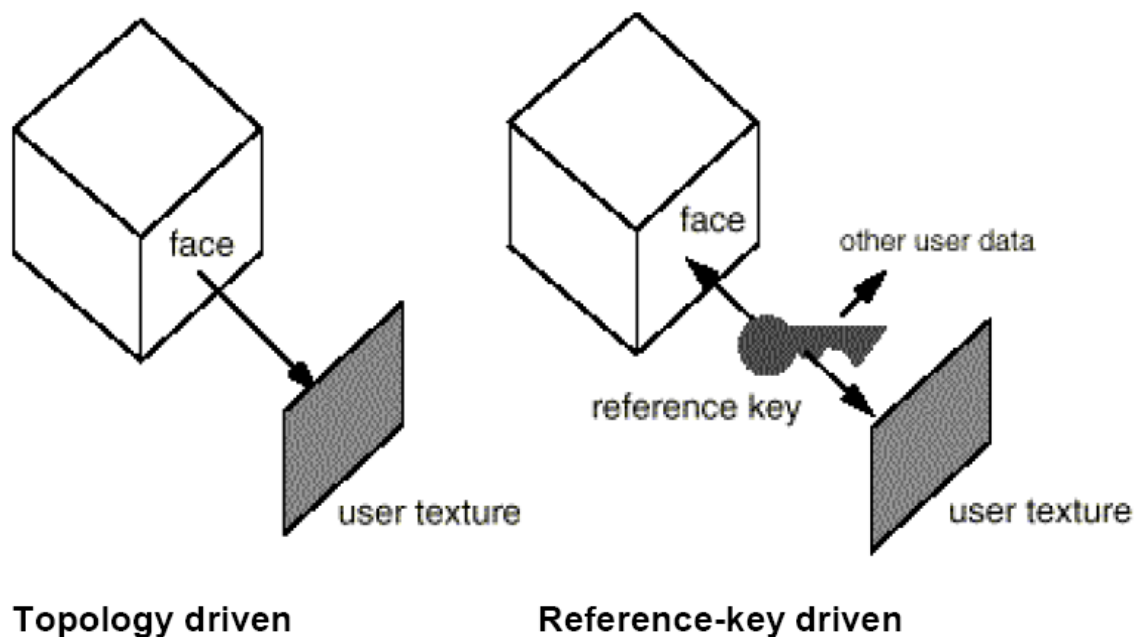 face
user texture
Topology driven
face
other user data
reference key
user texture
Reference-key driven